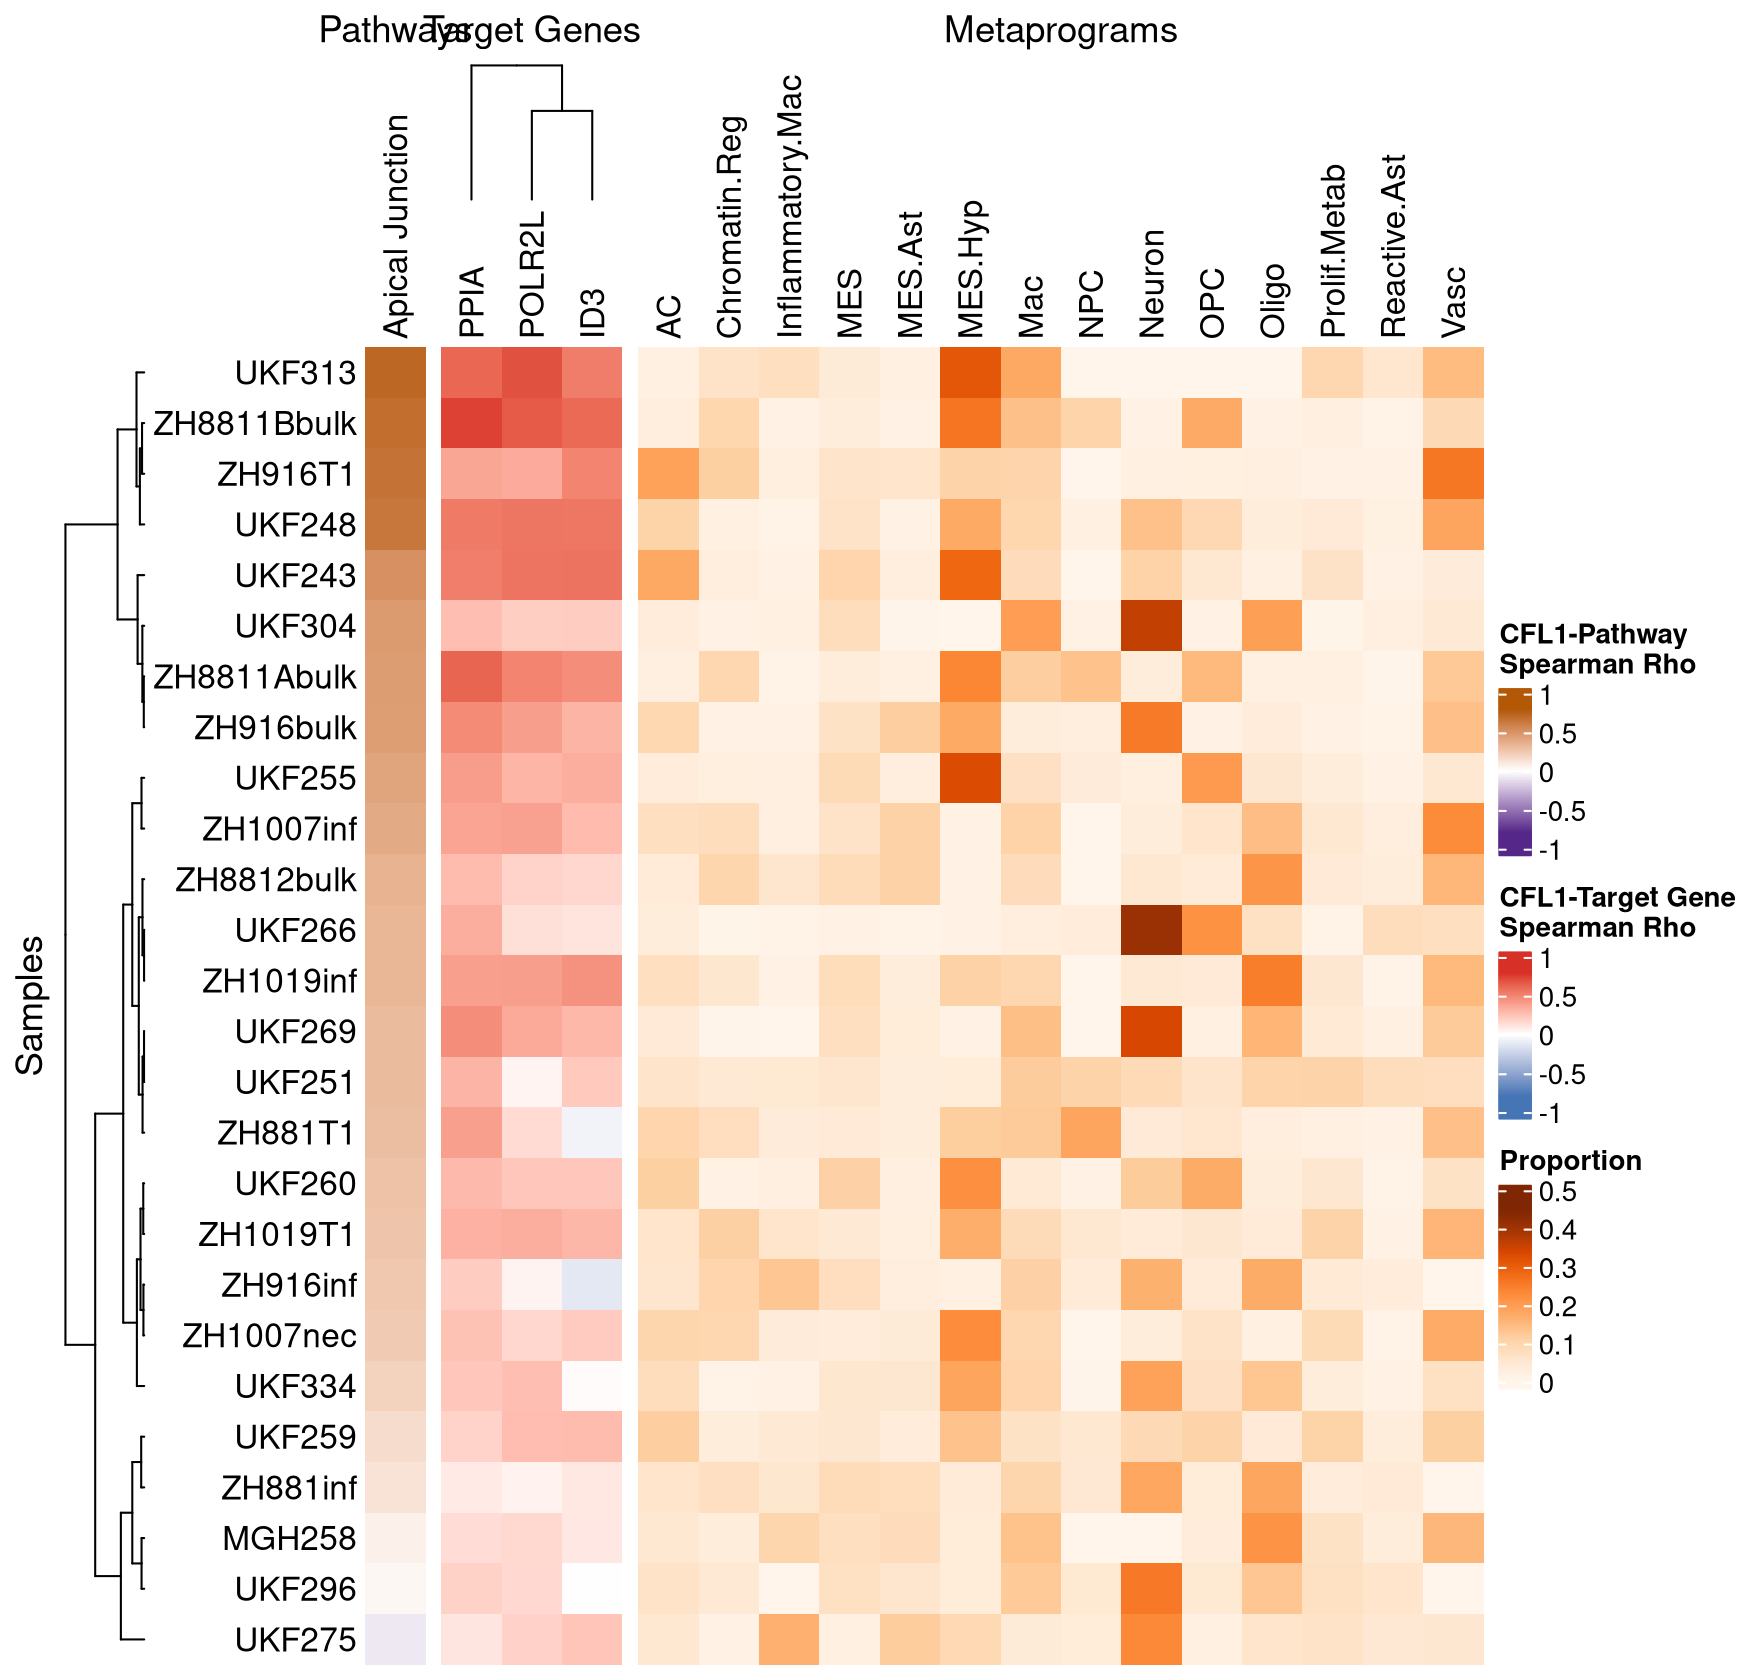 Pathways
Target Genes
Metaprograms
Apical Junction
PPIA
POLR2L
ID3
AC
Chromatin.Reg
Inflammatory.Mac
MES
MES.Ast
MES.Hyp
Mac
NPC
Neuron
OPC
Oligo
Prolif.Metab
Reactive.Ast
Vasc
Samples
UKF313
ZH8811Bbulk
ZH916T1
UKF248
UKF243
UKF304
ZH8811Abulk
ZH916bulk
UKF255
ZH1007inf
ZH8812bulk
UKF266
ZH1019inf
UKF269
UKF251
ZH881T1
UKF260
ZH1019T1
ZH916inf
ZH1007nec
UKF334
UKF259
ZH881inf
MGH258
UKF296
UKF275
CFL1-Pathway
Spearman Rho
1
0.5
0
-0.5
-1
CFL1-Target Gene
Spearman Rho
1
0.5
0
-0.5
-1
Proportion
0.5
0.4
0.3
0.2
0.1
0